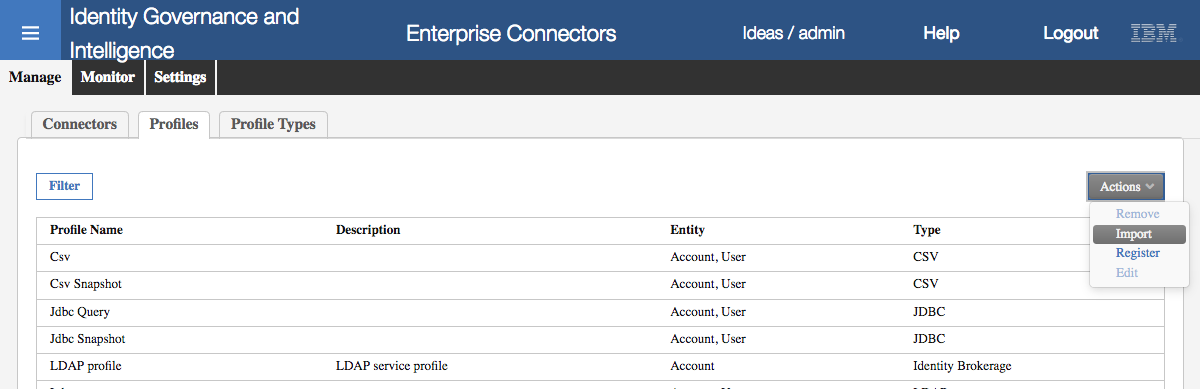 Identity Governance and
Intelligence
Enterprise Connectors
Ideas / admin
Help
Logout
IBM
Manage
Monitor
Settings
Connectors
Profiles
Profile Types
Filter
Actions
Remove
Import
Register
Edit
Profile Name Description Entity Type
Csv Account, User CSV
Csv Snapshot Account, User CSV
Jdbc Query Account, User JDBC
Jdbc Snapshot Account, User JDBC
LDAP profile LDAP service profile Account Identity Brokerage